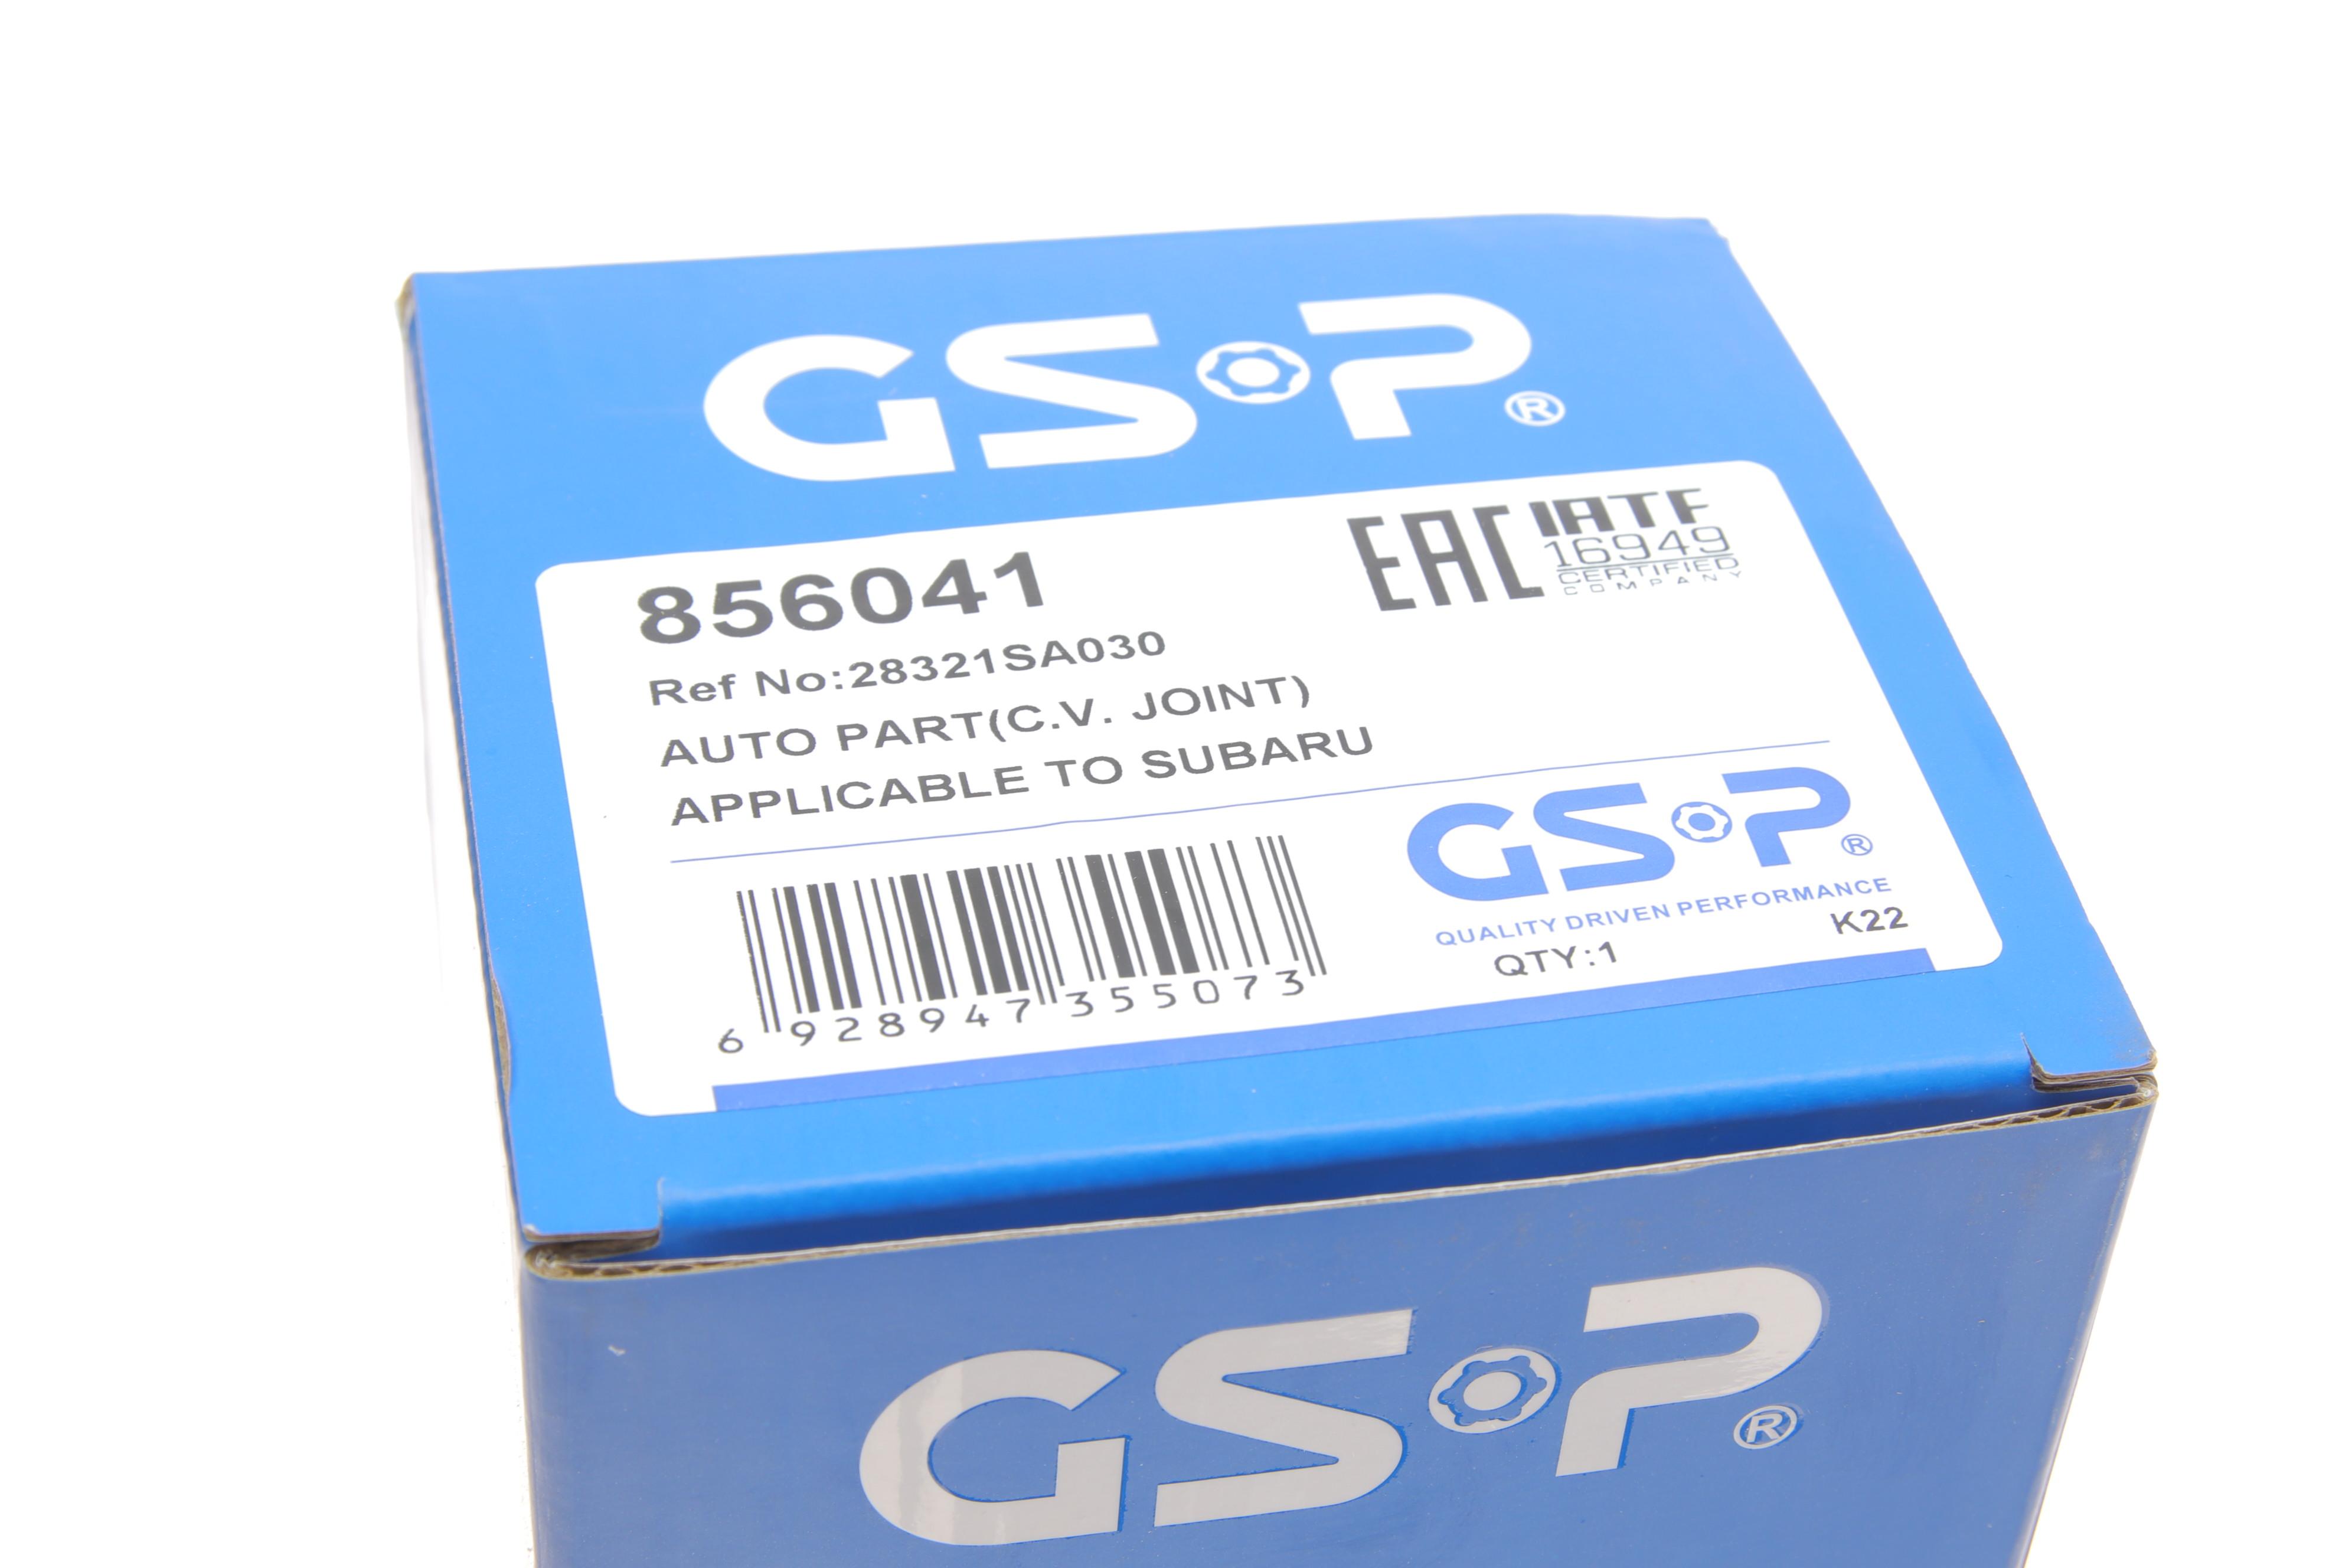 GSP®
856041
EAC
IATF
16949
CERTIFIED
COMPANY
Ref No:28321SA030
AUTO PART(C.V. JOINT)
APPLICABLE TO SUBARU
6 928947 355073
GSP®
QUALITY DRIVEN PERFORMANCE
QTY:1 K22
GSP®